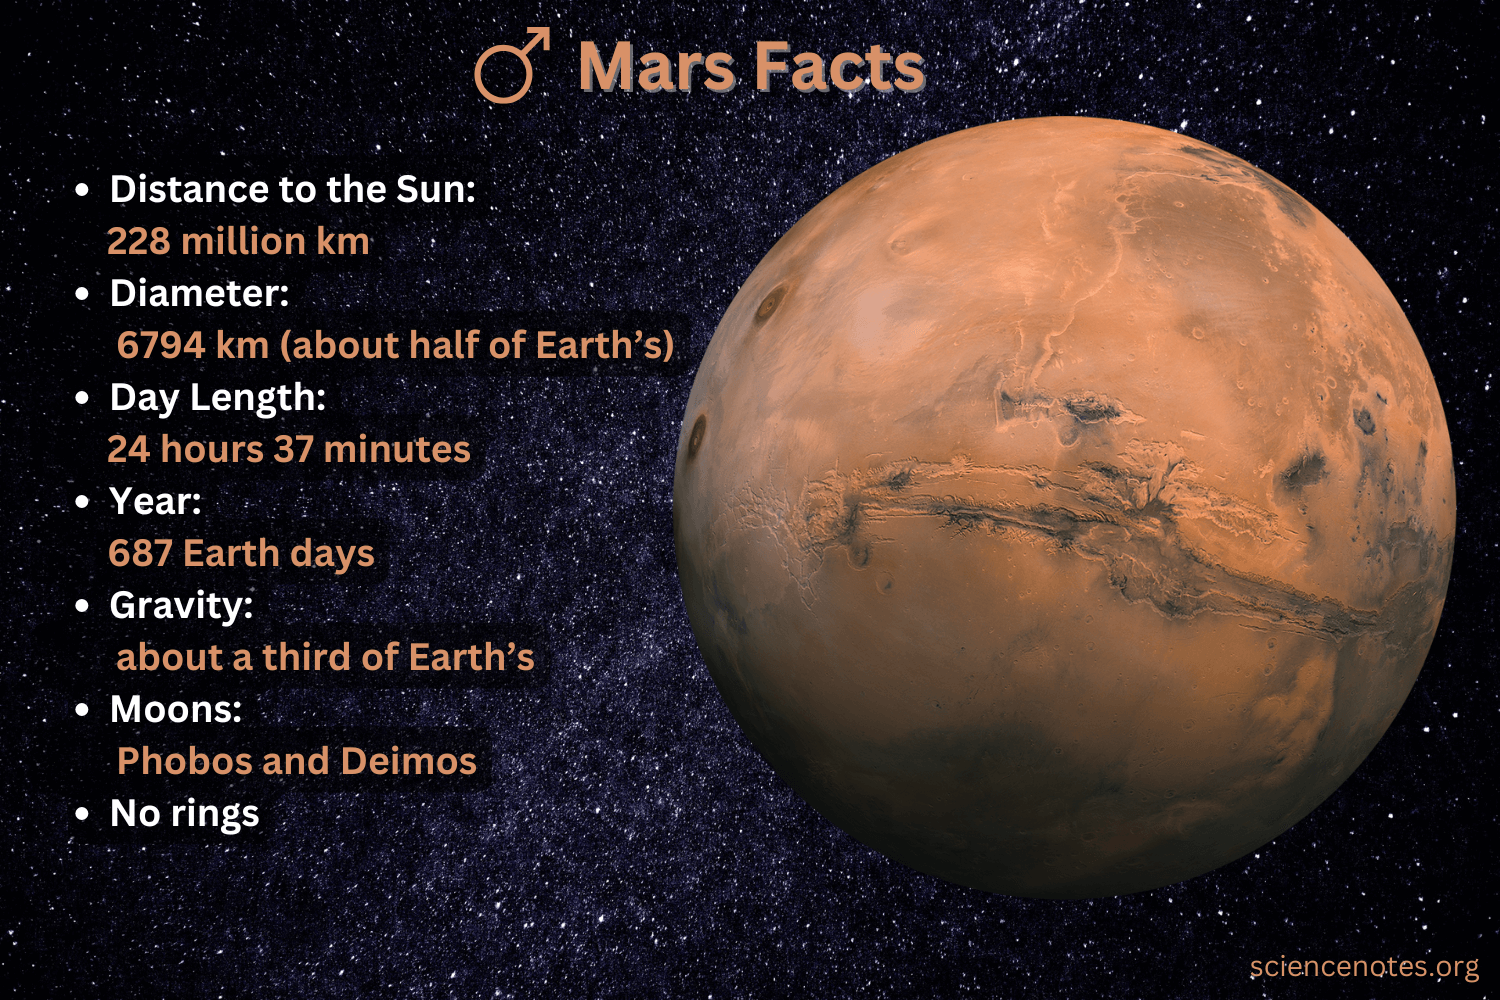 Mars Facts
• Distance to the Sun:
228 million km
• Diameter:
6794 km (about half of Earth’s)
• Day Length:
24 hours 37 minutes
• Year:
687 Earth days
• Gravity:
about a third of Earth’s
• Moons:
Phobos and Deimos
• No rings
sciencenotes.org